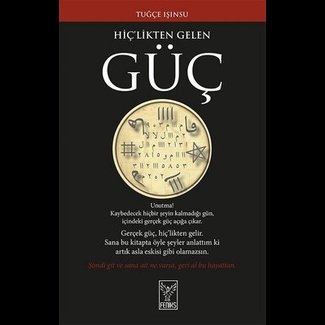 TUĞÇE IŞINSU
HİÇ'LİKTEN GELEN
GÜÇ
Unutma!
Kaybedecek hiçbir şeyin kalmadığı gün,
içindeki gerçek güç açığa çıkar.
Gerçek güç, hiç'likten gelir.
Sana bu kitapta öyle şeyler anlattım ki
artık asla eskisi gibi olamazsın.
Şimdi git ve sana ait ne varsa, geri al bu hayattan.
FENİKS